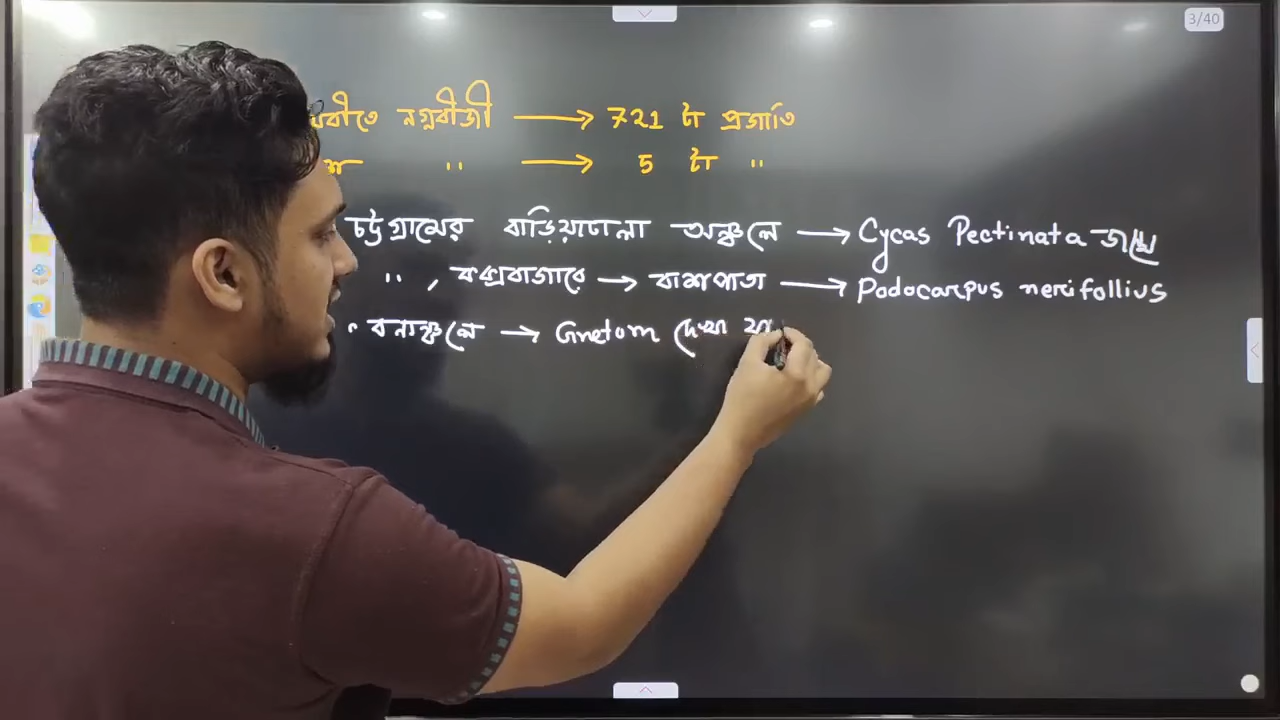 3/40
নগ্নবীজী → 721 টা প্রজাতি
" → 5 টা "
চট্টগ্রামের বাড়িয়াঢালা অঞ্চলে → Cycas Pectinata জন্মে
" , কক্সবাজারে → বাশপাতা → Podocarpus nerifollius
" বনাঞ্চলে → Gnetom দেখা যা